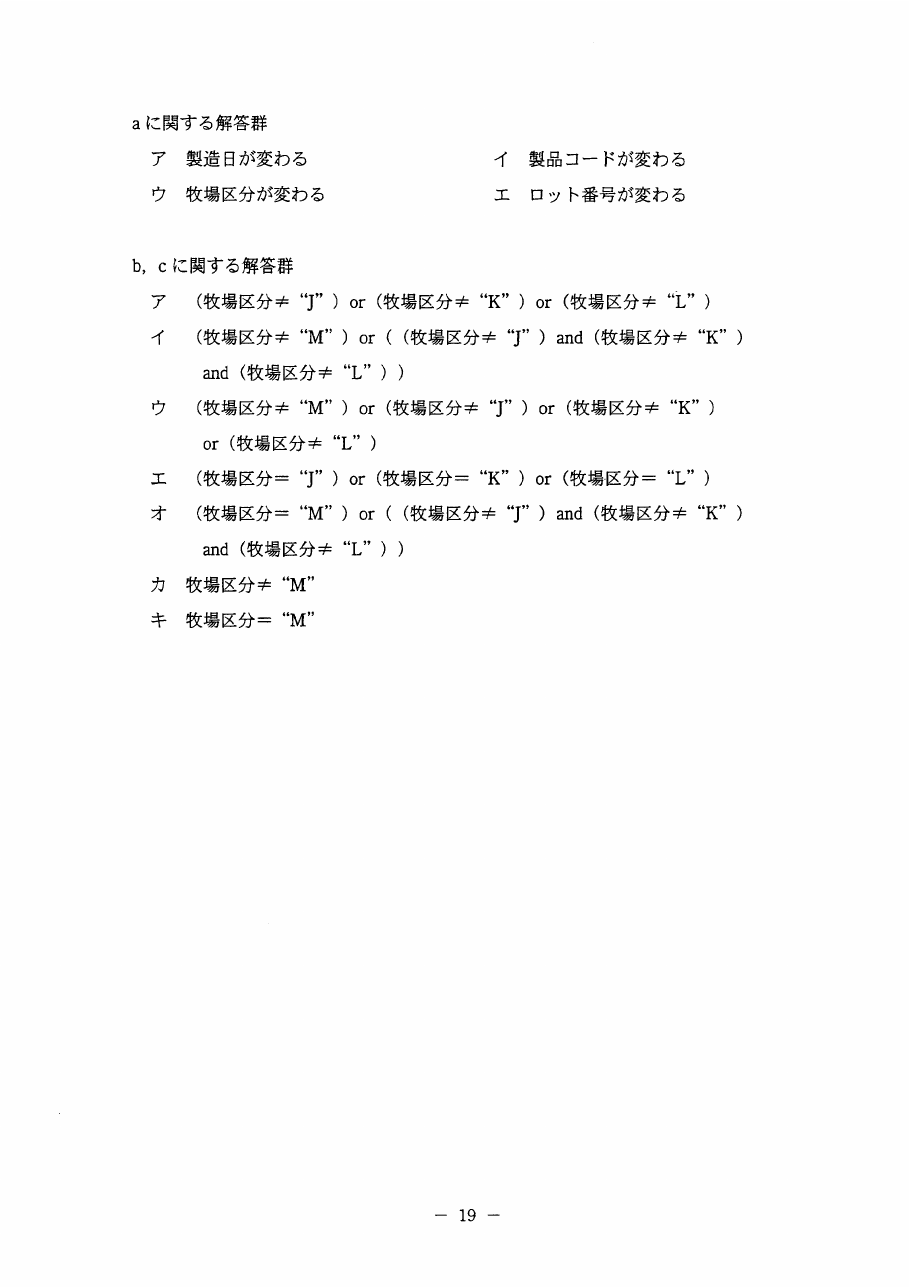 aに関する解答群
ア　製造日が変わる　　　イ　製品コードが変わる
ウ　牧場区分が変わる　　　エ　ロット番号が変わる
b, cに関する解答群
ア　(牧場区分≠ “J” ) or (牧場区分≠ “K” ) or (牧場区分≠ “L” )
イ　(牧場区分≠ “M” ) or ( (牧場区分≠ “J” ) and (牧場区分≠ “K” )
and (牧場区分≠ “L” ) )
ウ　(牧場区分≠ “M” ) or (牧場区分≠ “J” ) or (牧場区分≠ “K” )
or (牧場区分≠ “L” )
エ　(牧場区分= “J” ) or (牧場区分= “K” ) or (牧場区分= “L” )
オ　(牧場区分= “M” ) or ( (牧場区分≠ “J” ) and (牧場区分≠ “K” )
and (牧場区分≠ “L” ) )
カ　牧場区分≠ “M”
キ　牧場区分= “M”
— 19 —